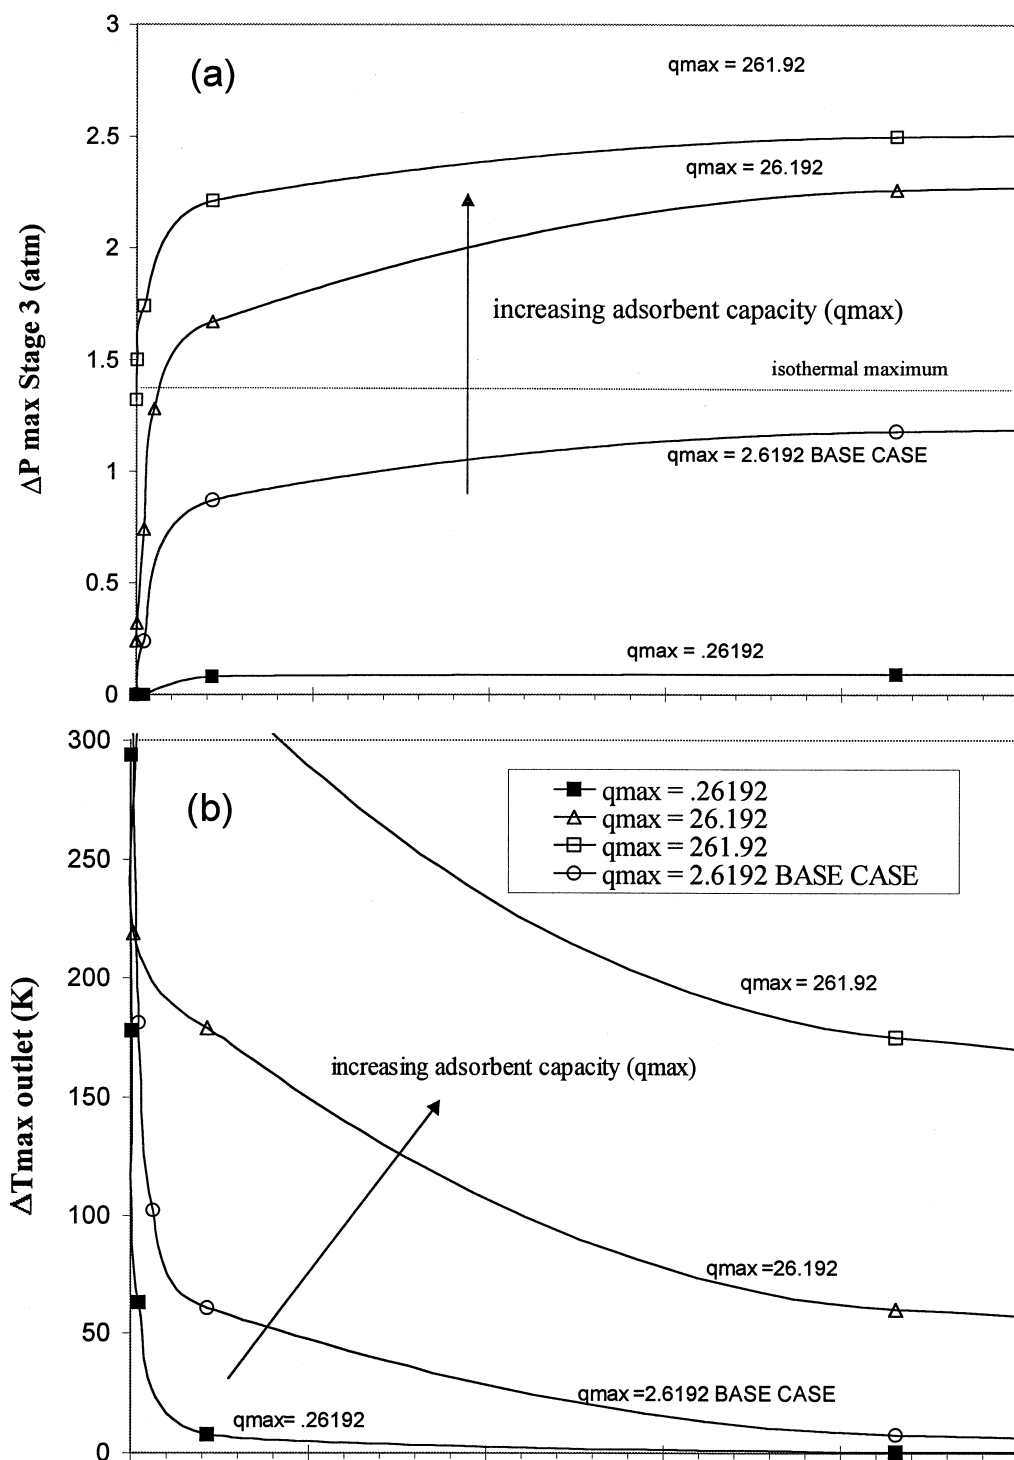 3
(a)
qmax = 261.92
2.5
qmax = 26.192
2
increasing adsorbent capacity (qmax)
1.5
isothermal maximum
qmax = 2.6192 BASE CASE
1
0.5
qmax = .26192
0
ΔP max Stage 3 (atm)
300
(b)
qmax = .26192
qmax = 26.192
qmax = 261.92
qmax = 2.6192 BASE CASE
250
200
qmax = 261.92
increasing adsorbent capacity (qmax)
150
100
qmax =26.192
50
qmax =2.6192 BASE CASE
qmax= .26192
0
ΔTmax outlet (K)